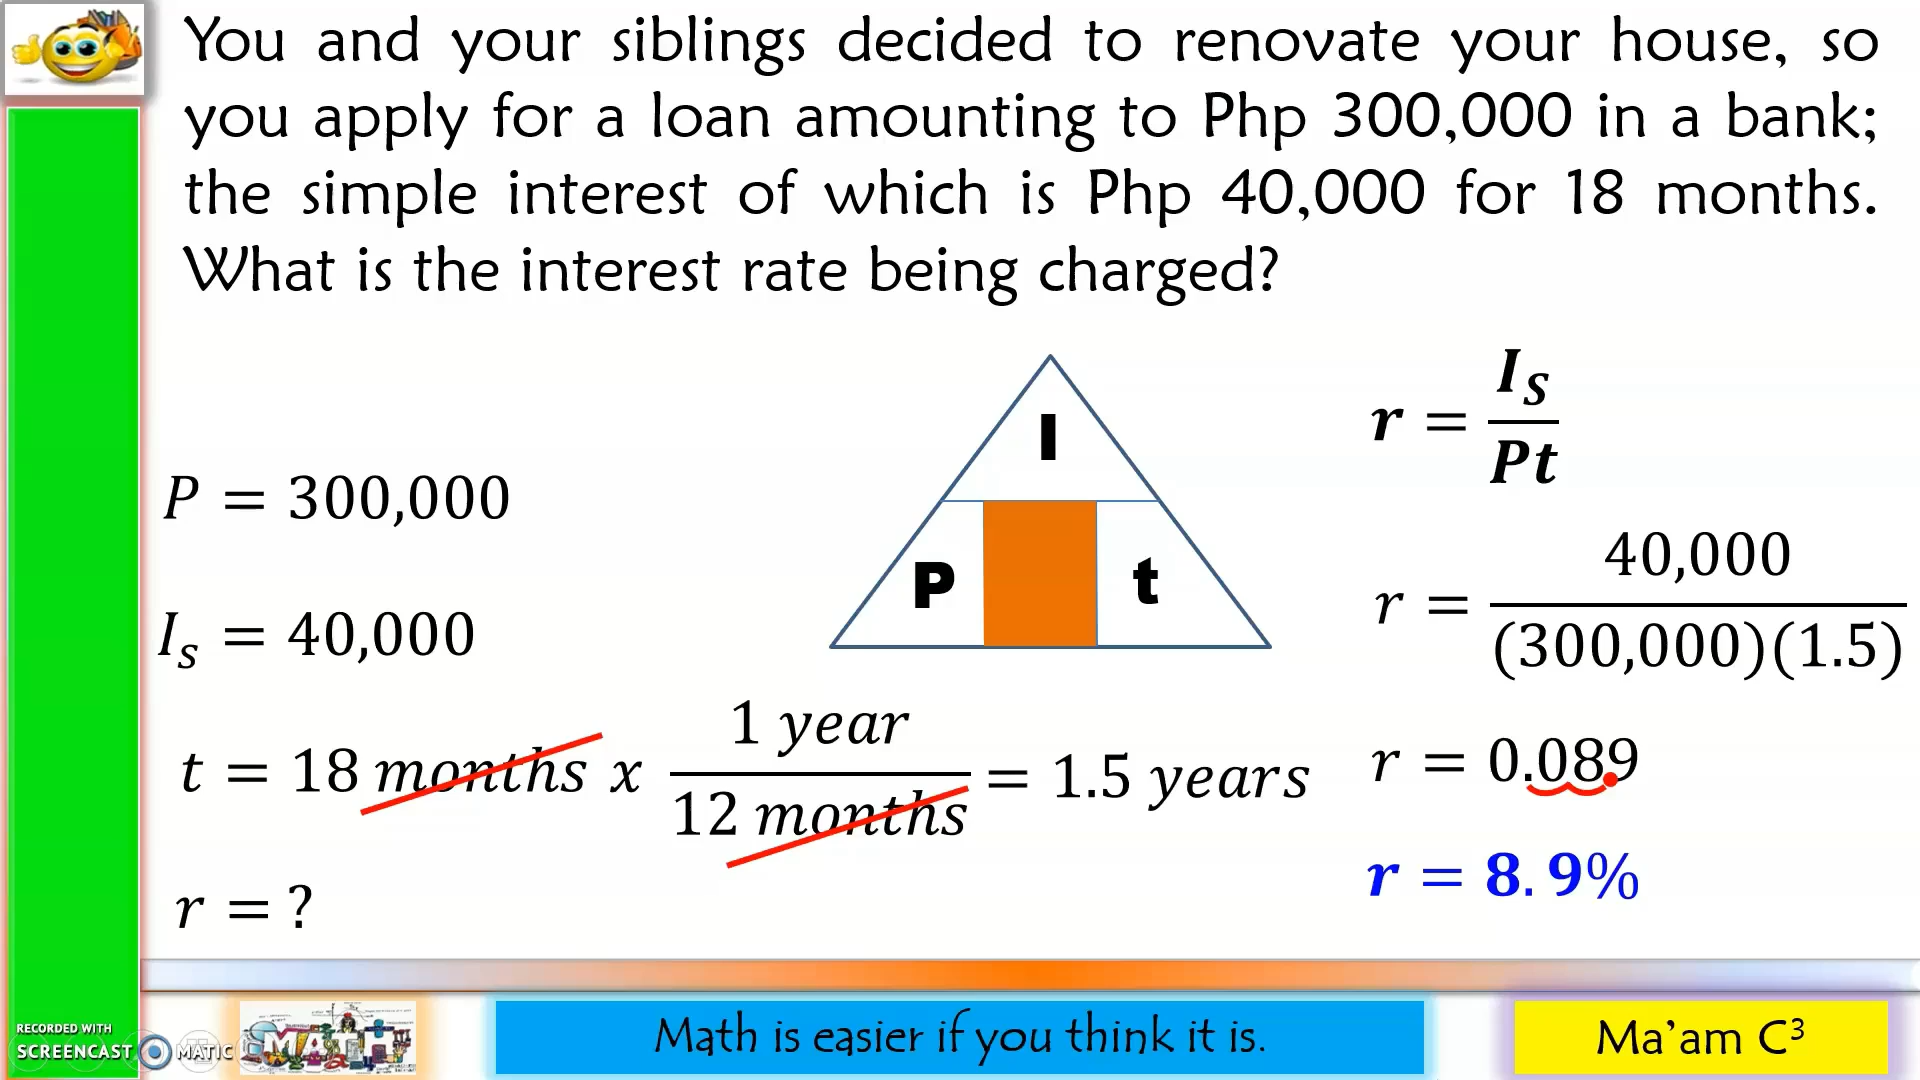 You and your siblings decided to renovate your house, so
you apply for a loan amounting to Php 300,000 in a bank;
the simple interest of which is Php 40,000 for 18 months.
What is the interest rate being charged?
P = 300,000
I_s = 40,000
t = 18 months x 1 year / 12 months = 1.5 years
r = ?
I
P
t
r = I_S / Pt
r = 40,000 / (300,000)(1.5)
r = 0.089
r = 8.9%
RECORDED WITH
SCREENCAST MATIC
MATH
Math is easier if you think it is.
Ma'am C³